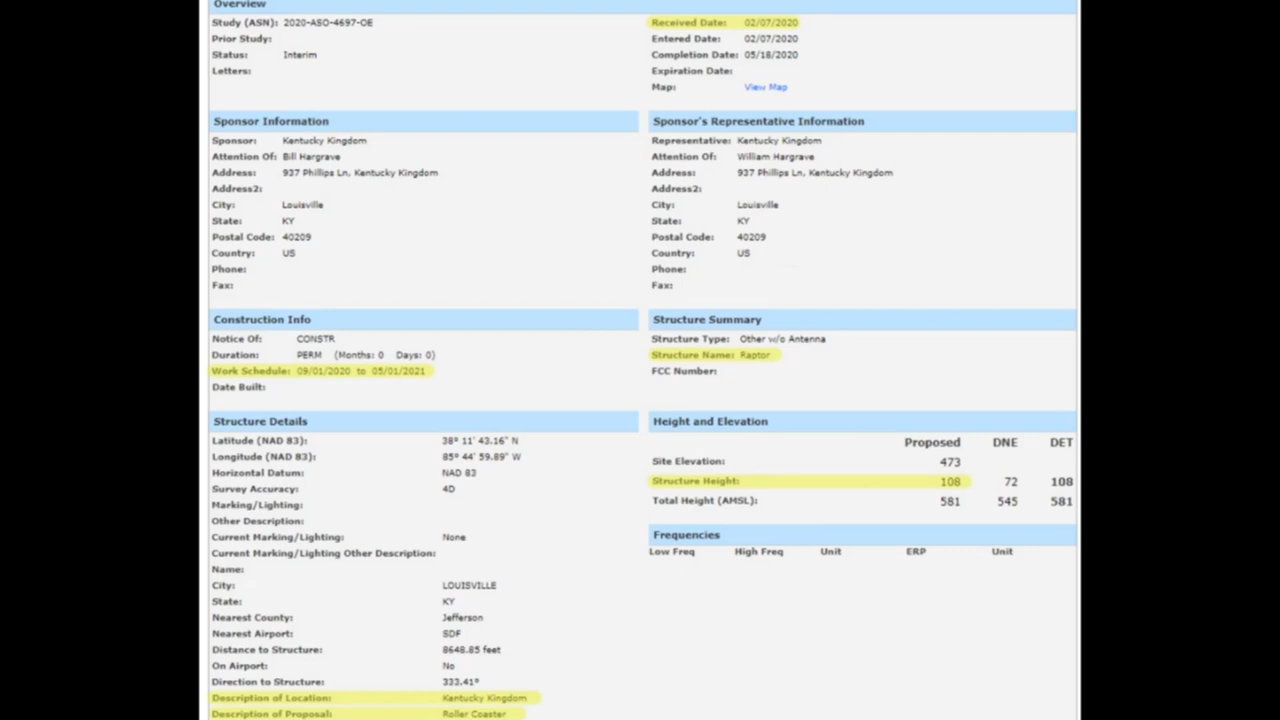 Overview
Study (ASN): 2020-ASO-4697-OE
Prior Study:
Status: Interim
Letters:
Received Date: 02/07/2020
Entered Date: 02/07/2020
Completion Date: 05/18/2020
Expiration Date:
Map: View Map
Sponsor Information
Sponsor: Kentucky Kingdom
Attention Of: Bill Hargrave
Address: 937 Phillips Ln, Kentucky Kingdom
Address2:
City: Louisville
State: KY
Postal Code: 40209
Country: US
Phone:
Fax:
Sponsor's Representative Information
Representative: Kentucky Kingdom
Attention Of: William Hargrave
Address: 937 Phillips Ln, Kentucky Kingdom
Address2:
City: Louisville
State: KY
Postal Code: 40209
Country: US
Phone:
Fax:
Construction Info
Notice Of: CONSTR
Duration: PERM (Months: 0 Days: 0)
Work Schedule: 09/01/2020 to 05/01/2021
Date Built:
Structure Summary
Structure Type: Other w/o Antenna
Structure Name: Raptor
FCC Number:
Structure Details
Latitude (NAD 83): 38º 11' 43.16" N
Longitude (NAD 83): 85º 44' 59.89" W
Horizontal Datum: NAD 83
Survey Accuracy: 4D
Marking/Lighting:
Other Description:
Current Marking/Lighting: None
Current Marking/Lighting Other Description:
Name:
City: LOUISVILLE
State: KY
Nearest County: Jefferson
Nearest Airport: SDF
Distance to Structure: 8648.85 feet
On Airport: No
Direction to Structure: 333.41º
Description of Location: Kentucky Kingdom
Description of Proposal: Roller Coaster
Height and Elevation
Proposed DNE DET
Site Elevation: 473
Structure Height: 108 72 108
Total Height (AMSL): 581 545 581
Frequencies
Low Freq High Freq Unit ERP Unit